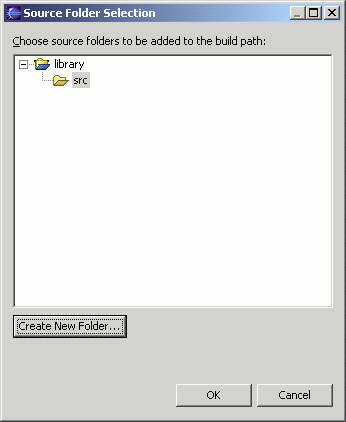 Source Folder Selection
Choose source folders to be added to the build path:
library
src
Create New Folder...
OK Cancel